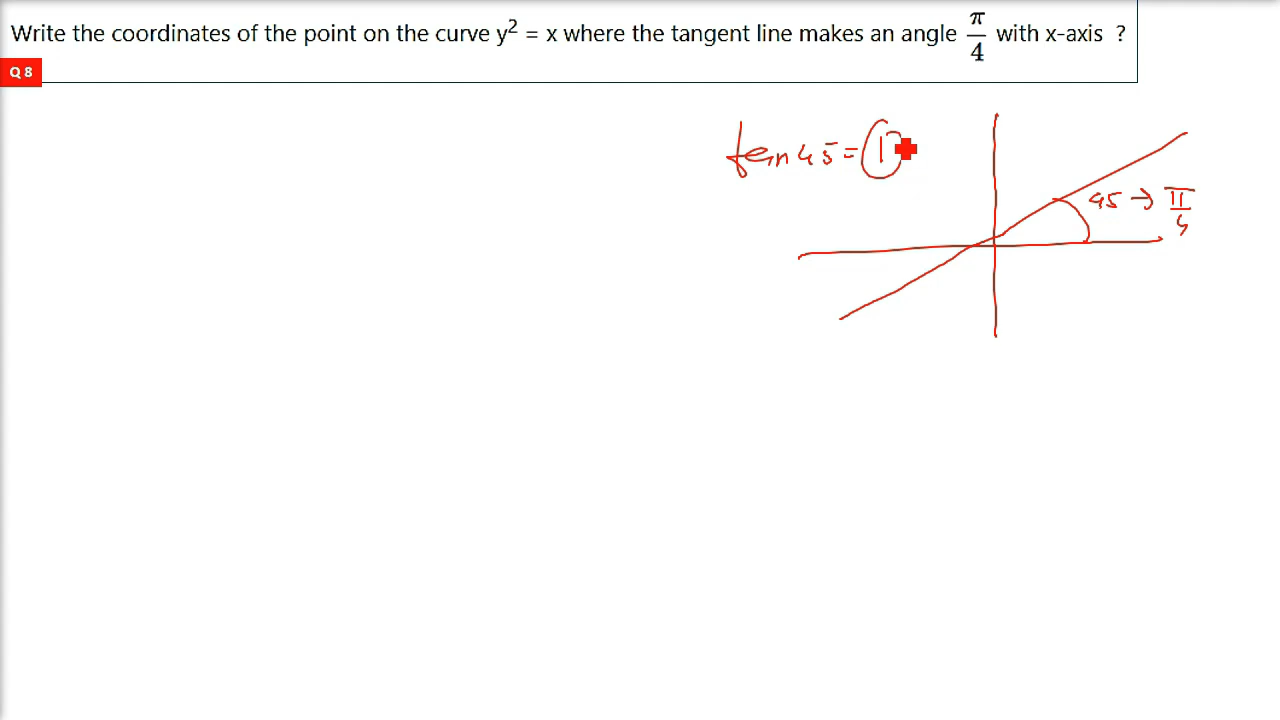 Write the coordinates of the point on the curve y² = x where the tangent line makes an angle π/4 with x-axis ?
Q 8
tan 45 = 1
45 → π/4